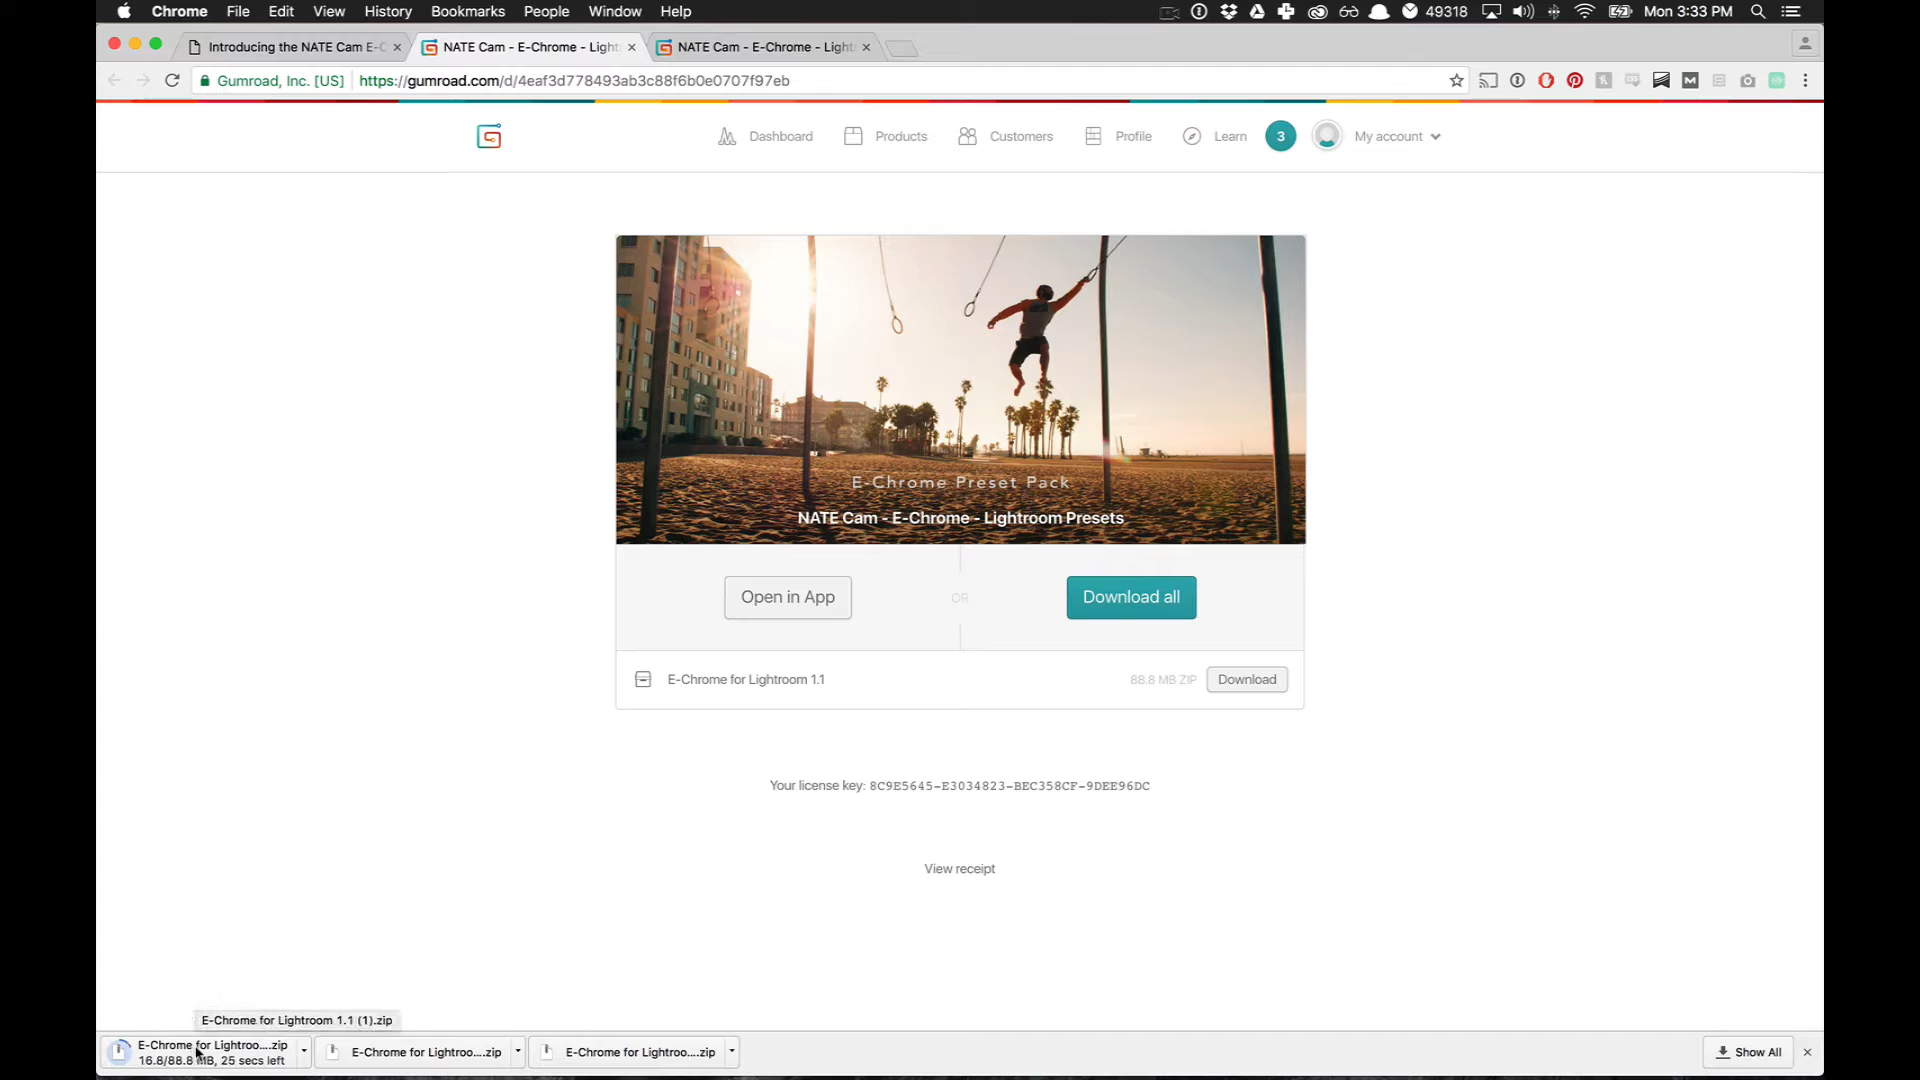 Chrome File Edit View History Bookmarks People Window Help
49318 Mon 3:33 PM
Introducing the NATE Cam E-C
NATE Cam - E-Chrome - Light
NATE Cam - E-Chrome - Light
Gumroad, Inc. [US] https://gumroad.com/d/4eaf3d778493ab3c88f6b0e0707f97eb
Dashboard Products Customers Profile Learn 3 My account
E-Chrome Preset Pack
NATE Cam - E-Chrome - Lightroom Presets
Open in App OR Download all
E-Chrome for Lightroom 1.1 88.8 MB ZIP Download
Your license key: 8C9E5645-E3034823-BEC358CF-9DEE96DC
View receipt
E-Chrome for Lightroom 1.1 (1).zip
E-Chrome for Lightroo....zip
16.8/88.8 MB, 25 secs left
E-Chrome for Lightroo....zip
E-Chrome for Lightroo....zip
Show All